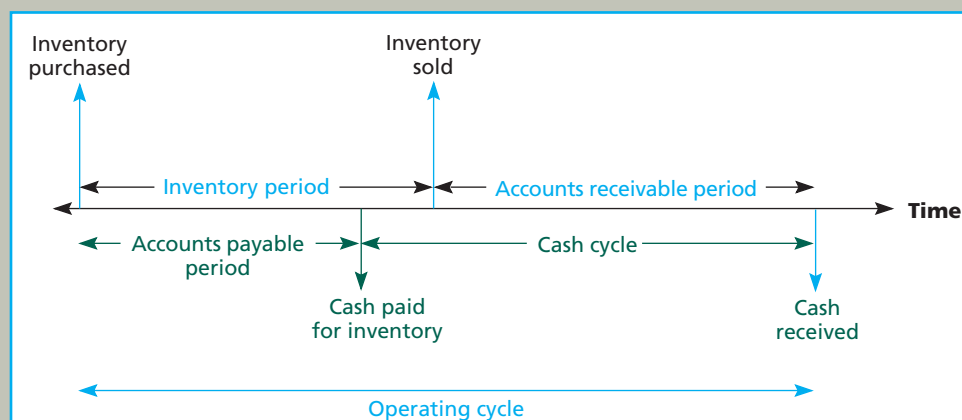 Inventory
purchased
Inventory
sold
Inventory period
Accounts receivable period
Time
Accounts payable
period
Cash cycle
Cash paid
for inventory
Cash
received
Operating cycle